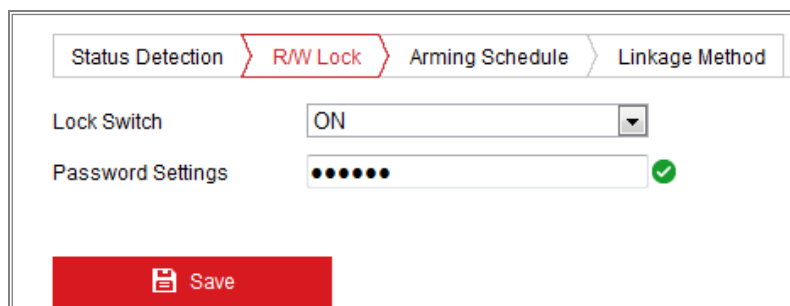 Status Detection R/W Lock Arming Schedule Linkage Method
Lock Switch ON
Password Settings ••••••
Save